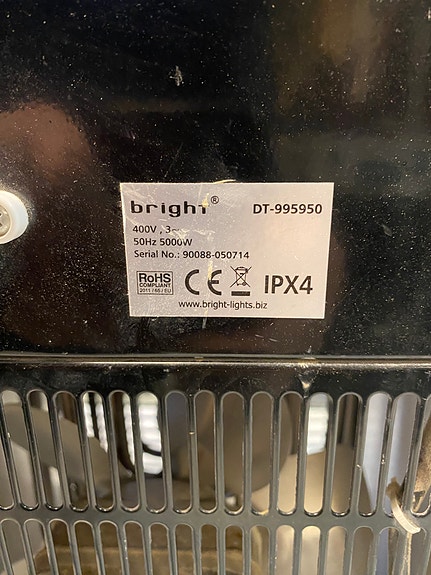 bright® DT-995950
400V , 3~
50Hz 5000W
Serial No.: 90088-050714
RoHS
COMPLIANT
2011 / 65 / EU
CE IPX4
www.bright-lights.biz